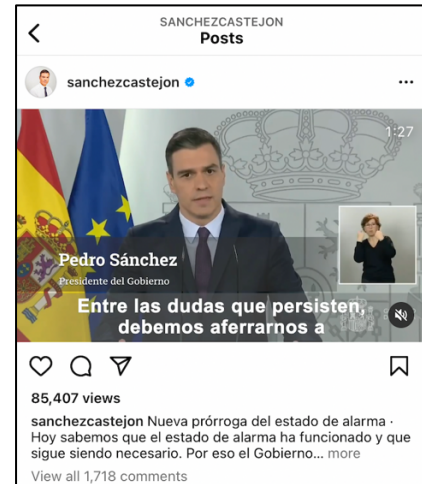 SANCHEZCASTEJON
Posts
sanchezcastejon
1:27
Pedro Sánchez
Presidente del Gobierno
Entre las dudas que persisten,
debemos aferrarnos a
85,407 views
sanchezcastejon Nueva prórroga del estado de alarma ·
Hoy sabemos que el estado de alarma ha funcionado y que
sigue siendo necesario. Por eso el Gobierno... more
View all 1,718 comments